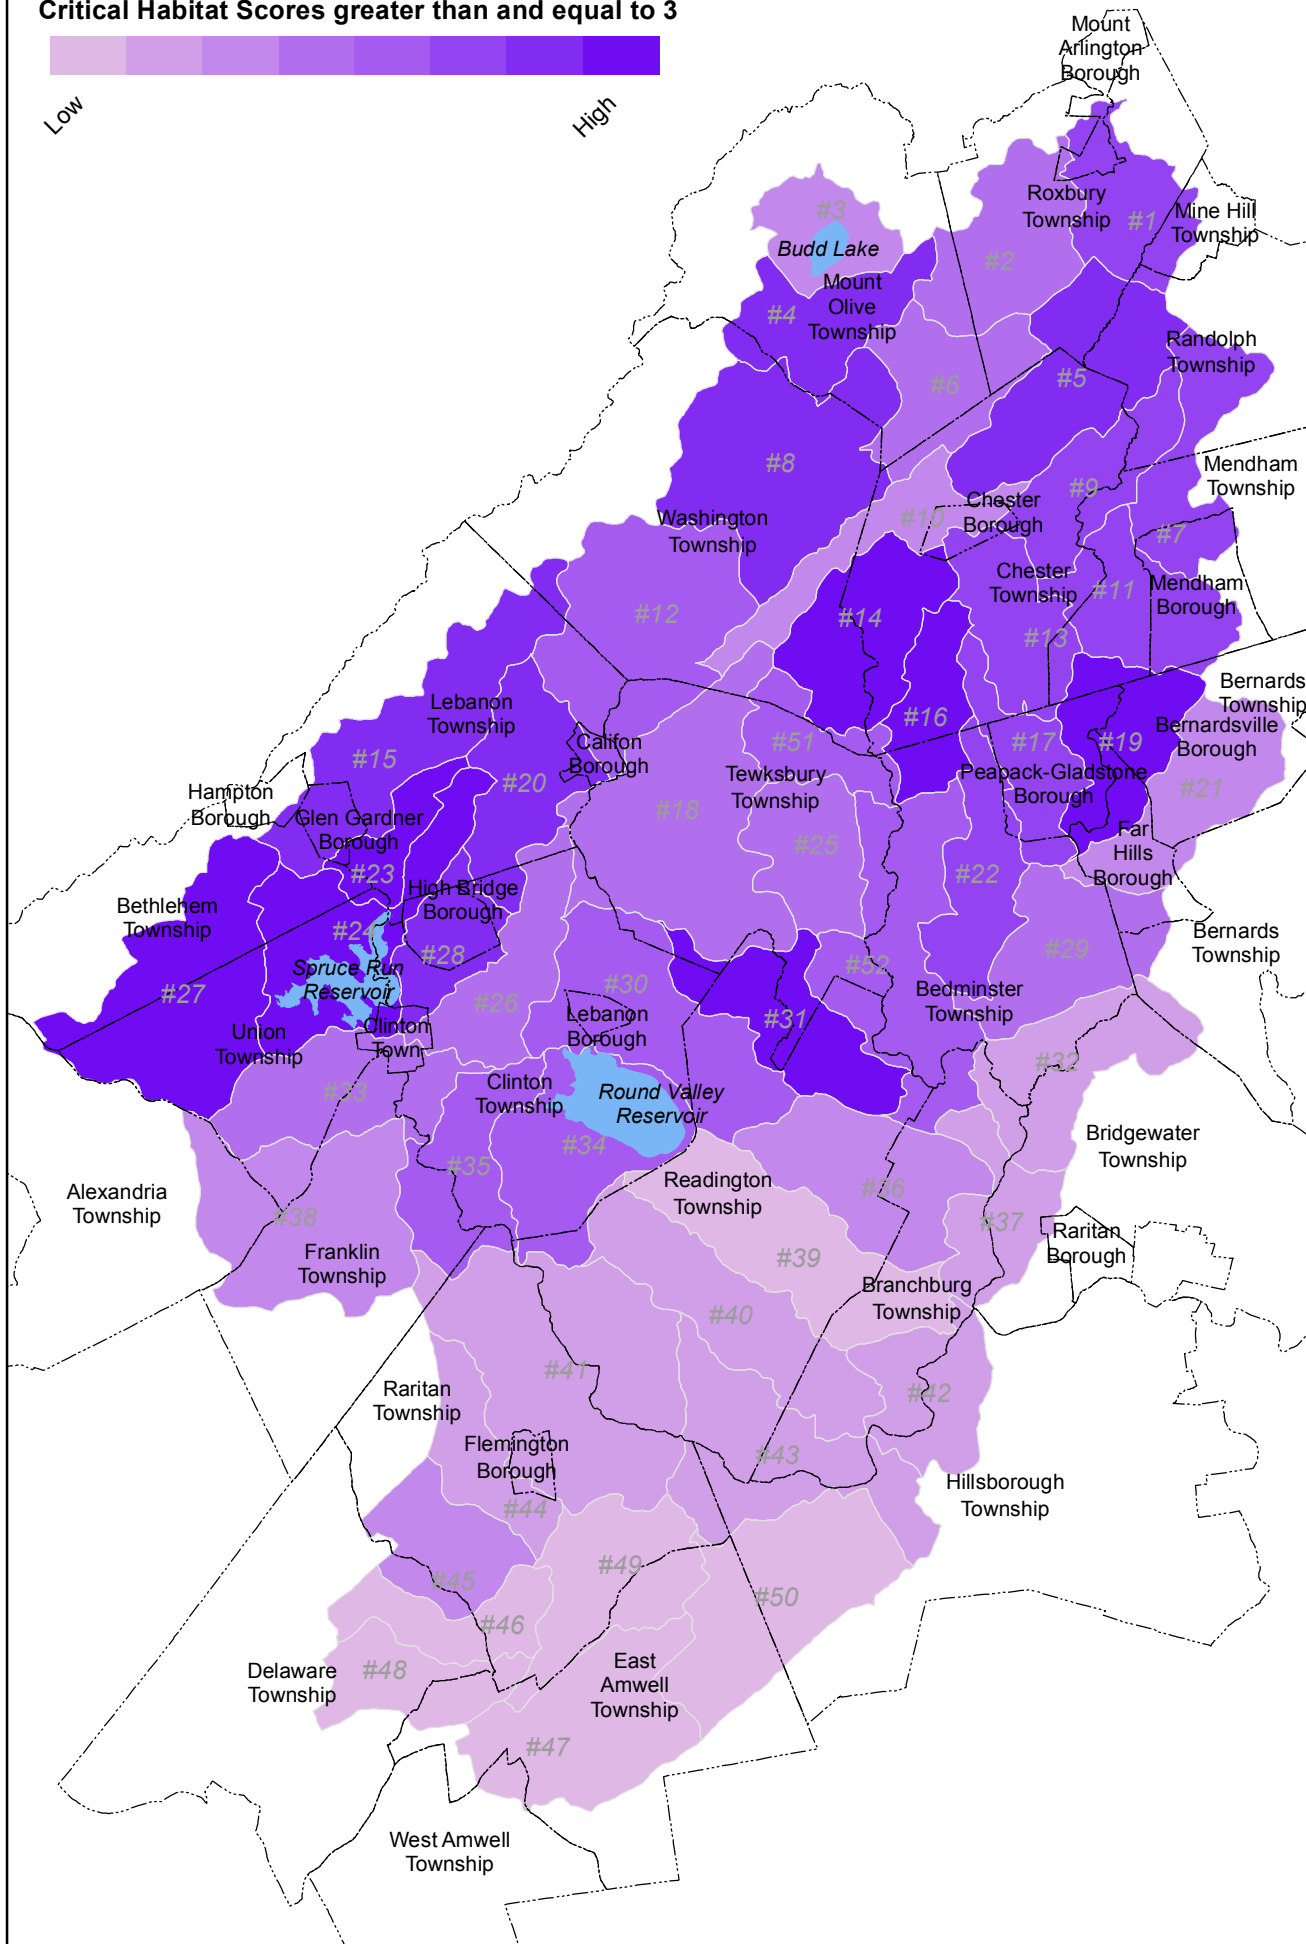 Critical Habitat Scores greater than and equal to 3
Low
High
Mount
Arlington
Borough
Roxbury
Township
#1
Mine Hill
Township
#3
Budd Lake
#2
Mount
Olive
Township
#4
Randolph
Township
#5
#6
#8
Mendham
Township
#9
Chester
Borough
#10
Washington
Township
#7
Chester
Township
#11
Mendham
Borough
#12
#14
#13
Bernards
Township
Lebanon
Township
#16
Bernardsville
Borough
#15
Califon
Borough
#51
#17
#19
Tewksbury
Township
Peapack-Gladstone
Borough
#20
#21
Hampton
Borough
Glen Gardner
Borough
#18
#25
Far
Hills
Borough
#23
#22
High Bridge
Borough
Bethlehem
Township
#24
#28
#29
Bernards
Township
Spruce Run
Reservoir
#52
#27
#26
#30
Bedminster
Township
Lebanon
Borough
#31
Union
Township
Clinton
Town
#32
#33
Clinton
Township
Round Valley
Reservoir
#34
Bridgewater
Township
#35
Alexandria
Township
Readington
Township
#36
#38
#37
Raritan
Borough
Franklin
Township
#39
Branchburg
Township
#40
#41
#42
Raritan
Township
Flemington
Borough
#43
Hillsborough
Township
#44
#45
#49
#50
#46
Delaware
Township
#48
East
Amwell
Township
#47
West Amwell
Township